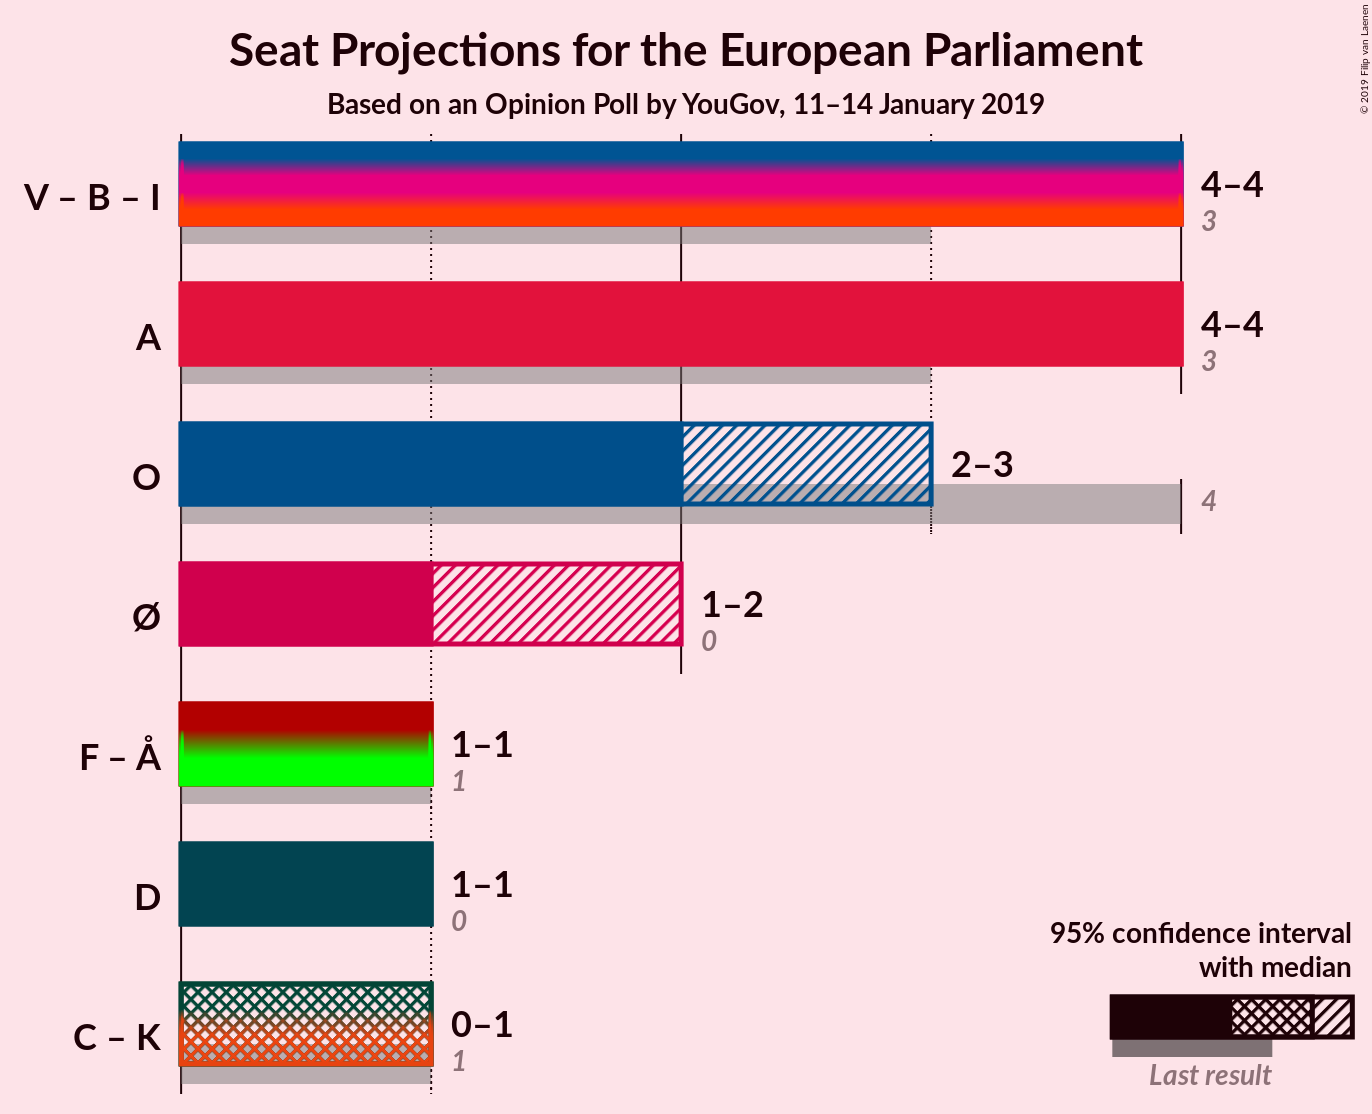 Seat Projections for the European Parliament
Based on an Opinion Poll by YouGov, 11–14 January 2019
© 2019 Filip van Laenen
V – B – I
4–4
3
A
4–4
3
O
2–3
4
Ø
1–2
0
F – Å
1–1
1
D
1–1
0
C – K
0–1
1
95% confidence interval
with median
Last result